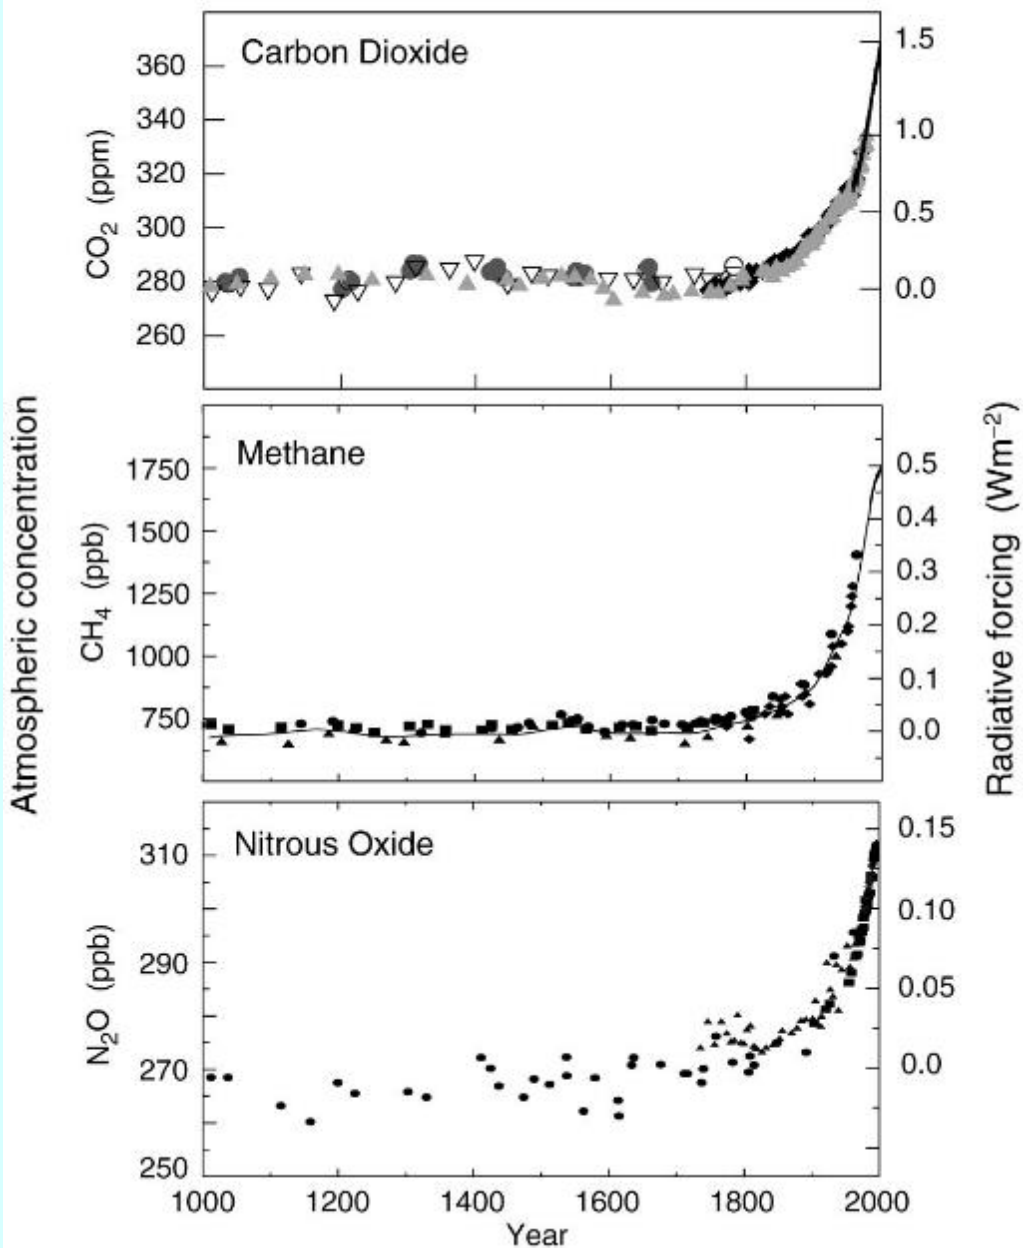 Atmospheric concentration
Radiative forcing (Wm⁻²)
Carbon Dioxide
CO₂ (ppm)
360
340
320
300
280
260
1.5
1.0
0.5
0.0
Methane
CH₄ (ppb)
1750
1500
1250
1000
750
0.5
0.4
0.3
0.2
0.1
0.0
Nitrous Oxide
N₂O (ppb)
310
290
270
250
0.15
0.10
0.05
0.0
1000 1200 1400 1600 1800 2000
Year